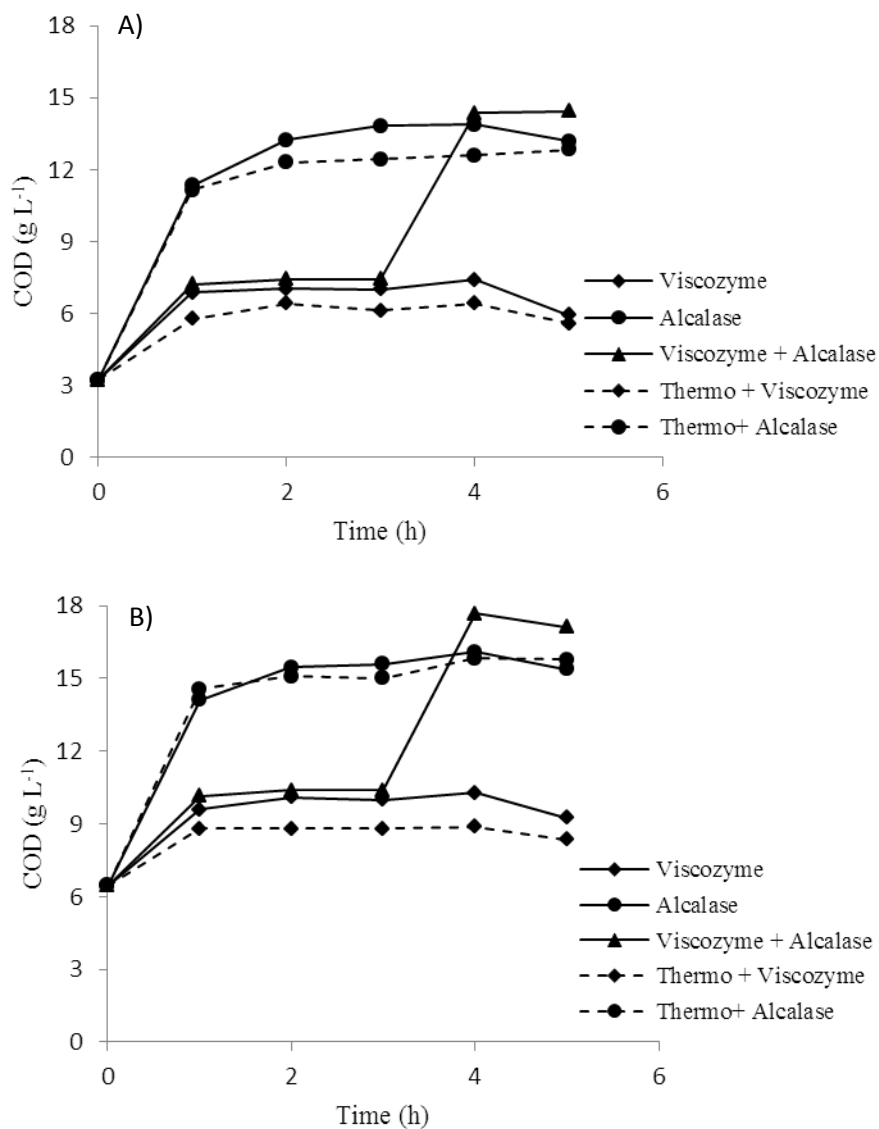 A)
18
15
12
9
6
3
0
COD (g L⁻¹)
0 2 4 6
Time (h)
Viscozyme
Alcalase
Viscozyme + Alcalase
Thermo + Viscozyme
Thermo+ Alcalase
B)
18
15
12
9
6
3
0
COD (g L⁻¹)
0 2 4 6
Time (h)
Viscozyme
Alcalase
Viscozyme + Alcalase
Thermo + Viscozyme
Thermo+ Alcalase